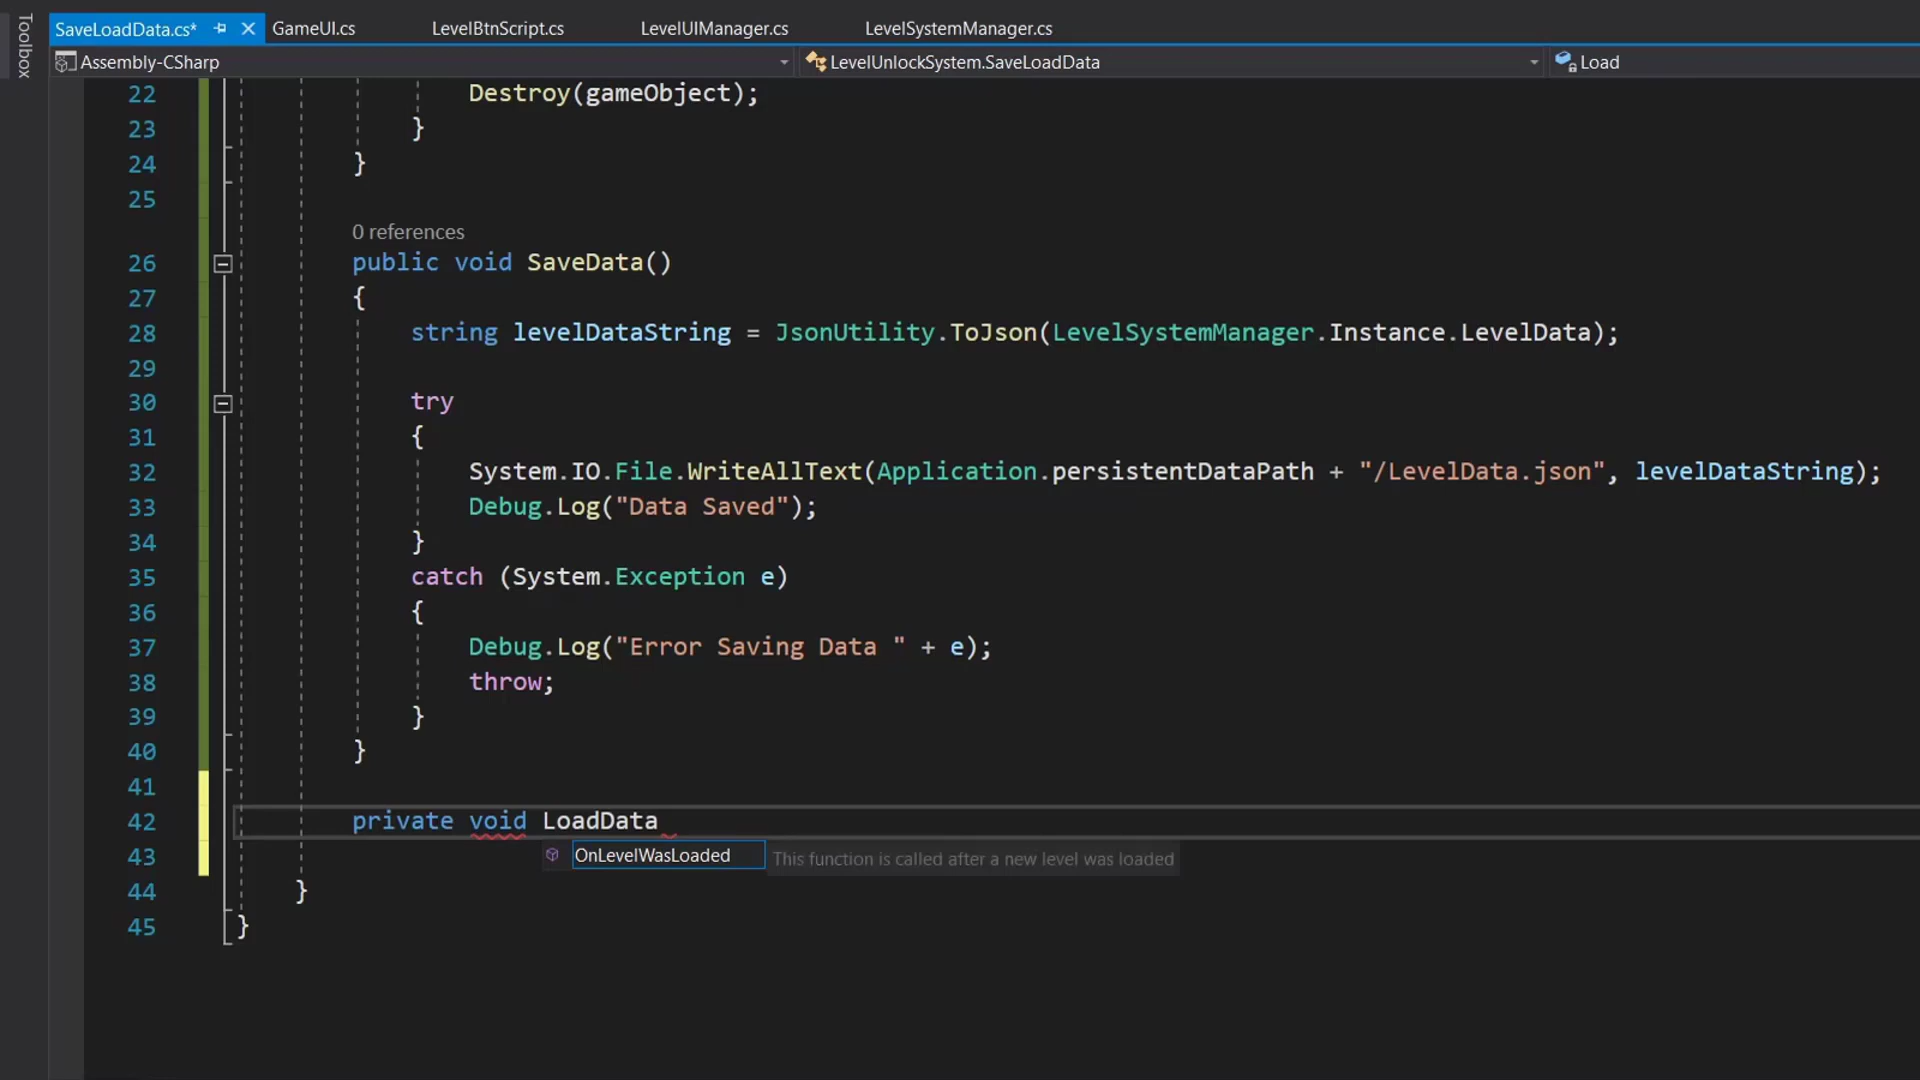 Toolbox
SaveLoadData.cs* GameUI.cs LevelBtnScript.cs LevelUIManager.cs LevelSystemManager.cs
Assembly-CSharp LevelUnlockSystem.SaveLoadData Load
22 Destroy(gameObject);
23 }
24 }
25
0 references
26 public void SaveData()
27 {
28 string levelDataString = JsonUtility.ToJson(LevelSystemManager.Instance.LevelData);
29
30 try
31 {
32 System.IO.File.WriteAllText(Application.persistentDataPath + "/LevelData.json", levelDataString);
33 Debug.Log("Data Saved");
34 }
35 catch (System.Exception e)
36 {
37 Debug.Log("Error Saving Data " + e);
38 throw;
39 }
40 }
41
42 private void LoadData
43 OnLevelWasLoaded This function is called after a new level was loaded
44 }
45 }